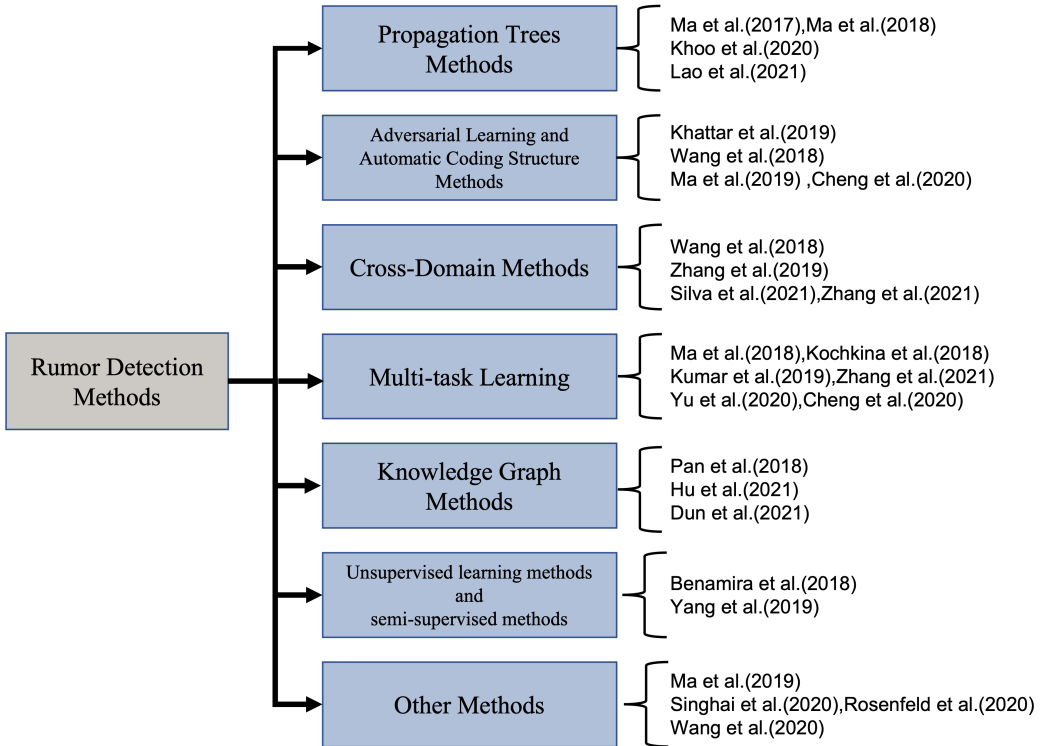 Rumor Detection
Methods
Propagation Trees
Methods
Ma et al.(2017),Ma et al.(2018)
Khoo et al.(2020)
Lao et al.(2021)
Adversarial Learning and
Automatic Coding Structure
Methods
Khattar et al.(2019)
Wang et al.(2018)
Ma et al.(2019) ,Cheng et al.(2020)
Cross-Domain Methods
Wang et al.(2018)
Zhang et al.(2019)
Silva et al.(2021),Zhang et al.(2021)
Multi-task Learning
Ma et al.(2018),Kochkina et al.(2018)
Kumar et al.(2019),Zhang et al.(2021)
Yu et al.(2020),Cheng et al.(2020)
Knowledge Graph
Methods
Pan et al.(2018)
Hu et al.(2021)
Dun et al.(2021)
Unsupervised learning methods
and
semi-supervised methods
Benamira et al.(2018)
Yang et al.(2019)
Other Methods
Ma et al.(2019)
Singhai et al.(2020),Rosenfeld et al.(2020)
Wang et al.(2020)